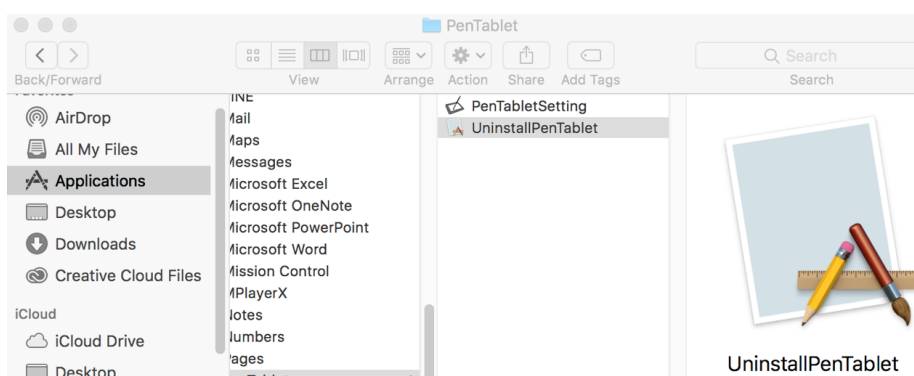 PenTablet
Back/Forward
View
Arrange
Action
Share
Add Tags
Search
Search
AirDrop
All My Files
Applications
Desktop
Downloads
Creative Cloud Files
iCloud
iCloud Drive
Desktop
Mail
Maps
Messages
Microsoft Excel
Microsoft OneNote
Microsoft PowerPoint
Microsoft Word
Mission Control
MPlayerX
Notes
Numbers
Pages
PenTabletSetting
UninstallPenTablet
UninstallPenTablet